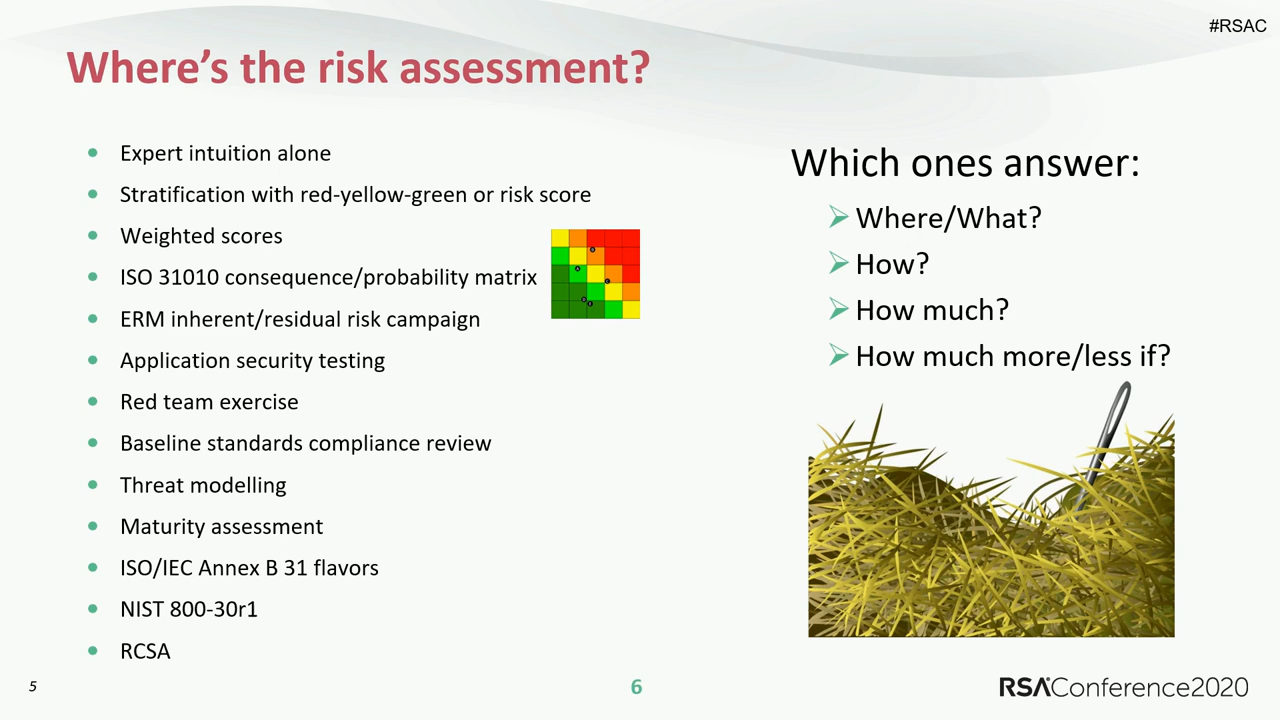 #RSAC
Where’s the risk assessment?
Expert intuition alone
Stratification with red-yellow-green or risk score
Weighted scores
ISO 31010 consequence/probability matrix
ERM inherent/residual risk campaign
Application security testing
Red team exercise
Baseline standards compliance review
Threat modelling
Maturity assessment
ISO/IEC Annex B 31 flavors
NIST 800-30r1
RCSA
Which ones answer:
Where/What?
How?
How much?
How much more/less if?
5
6
RSAConference2020